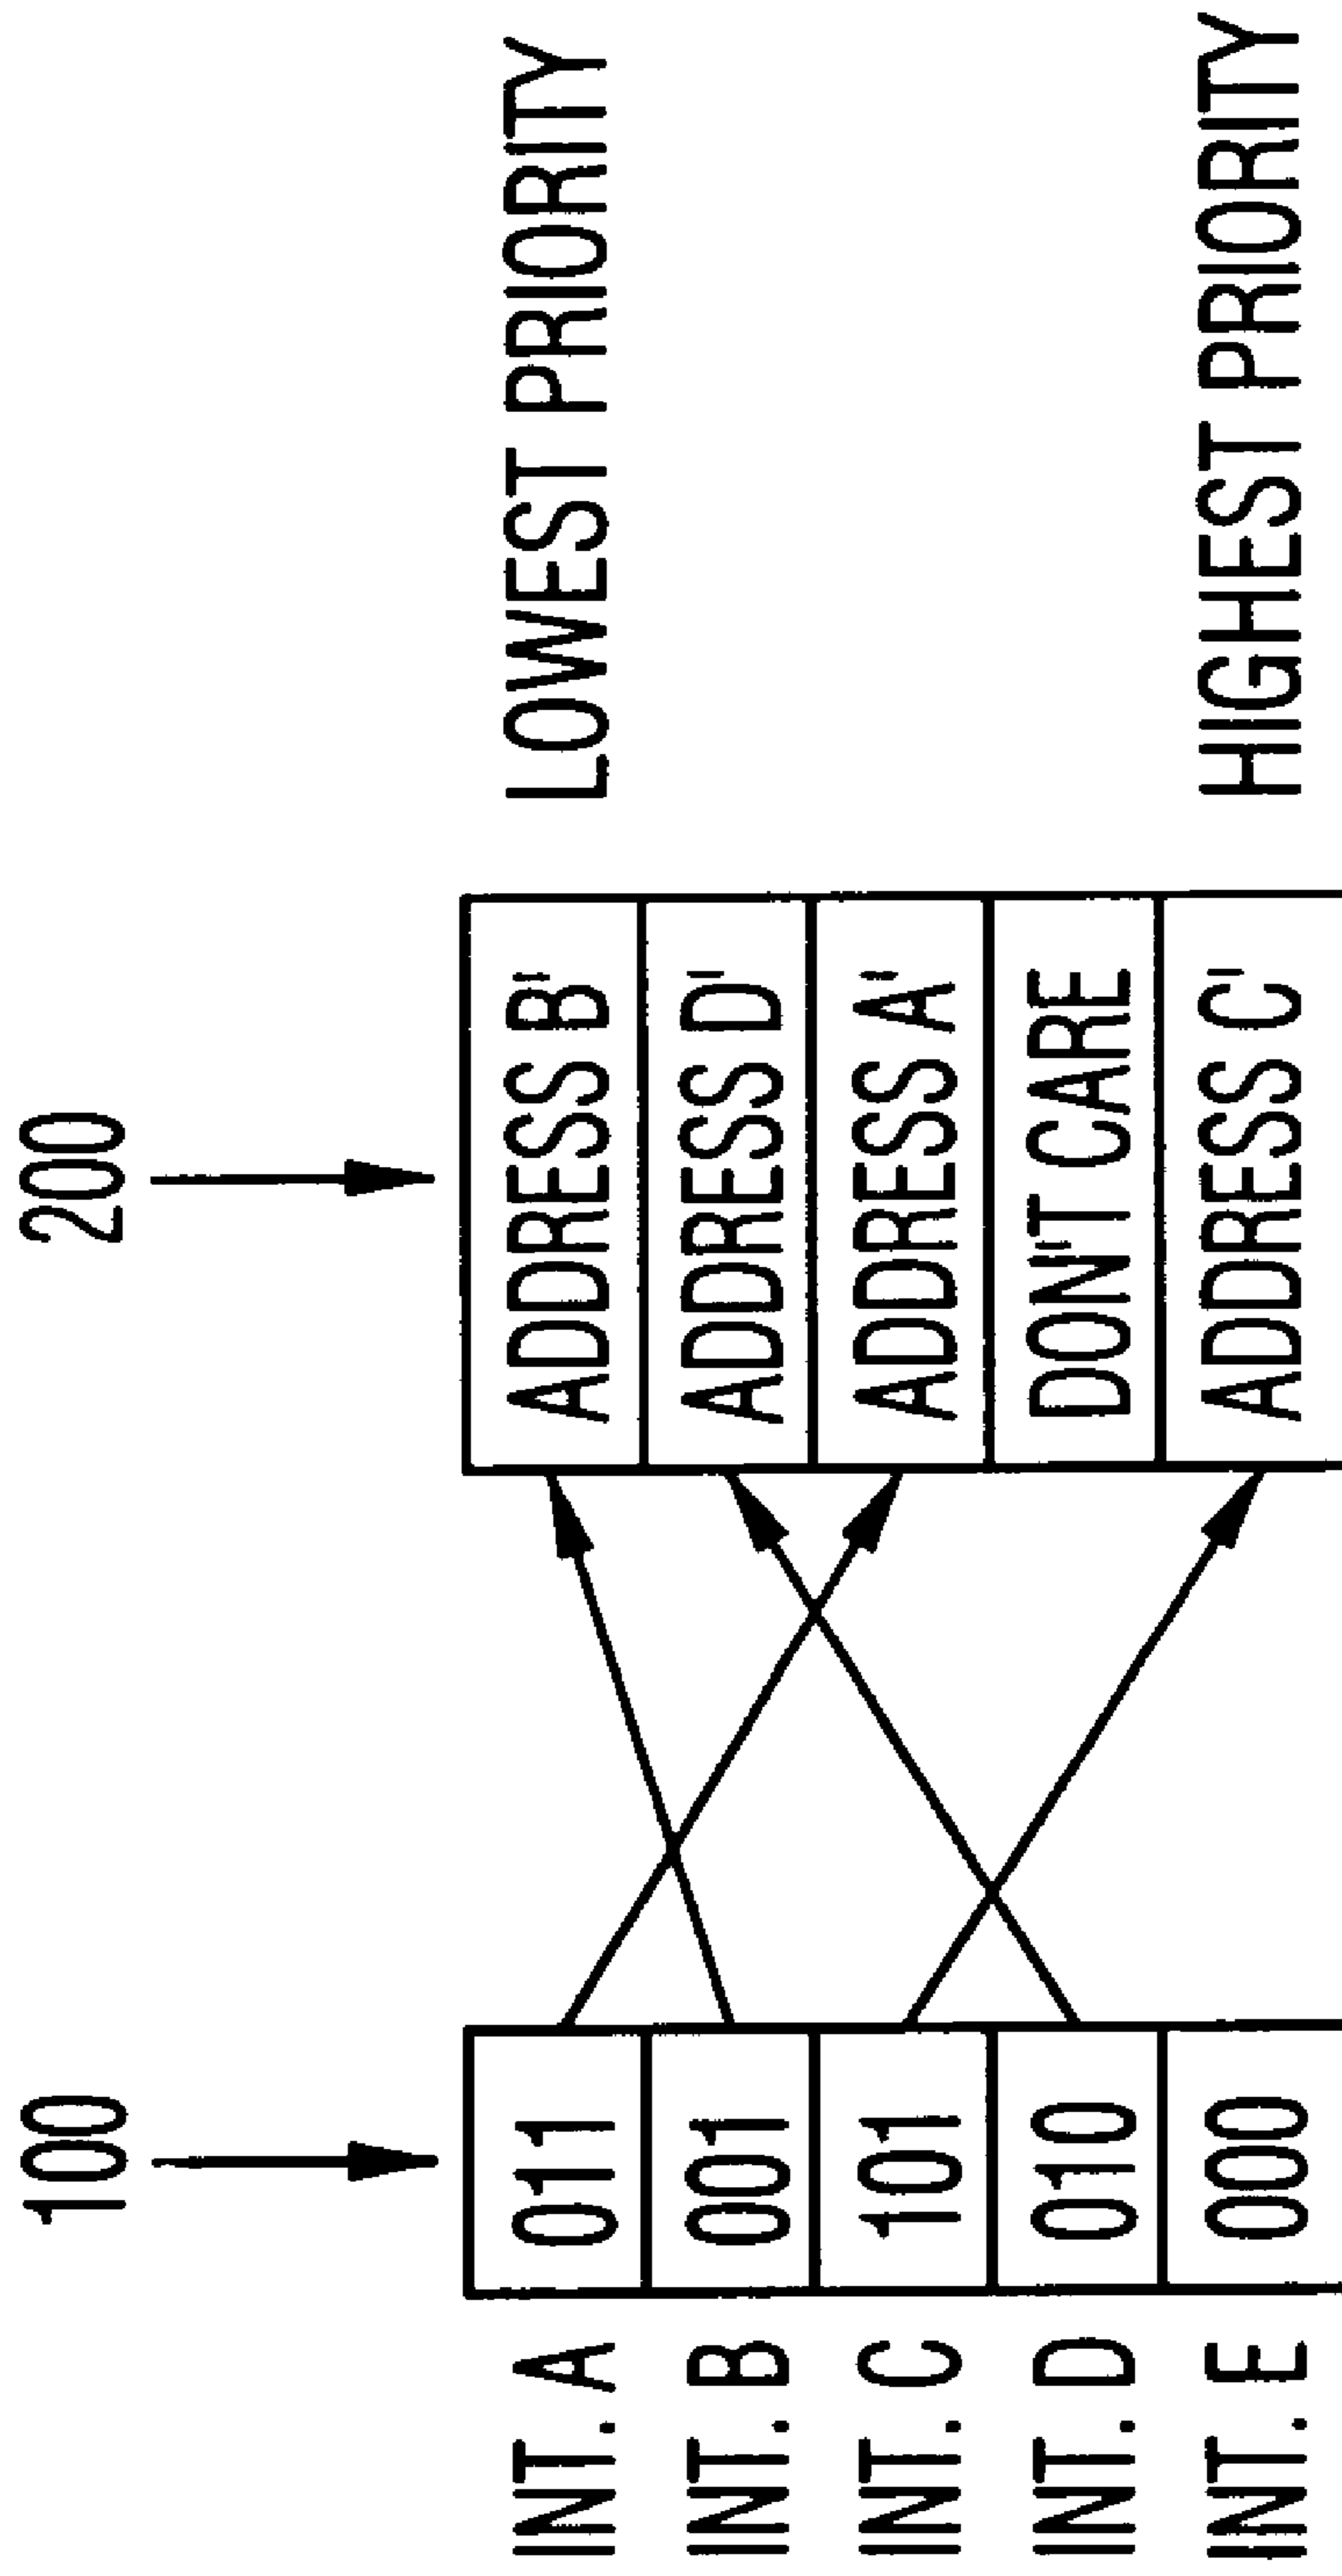 100
200
INT. A
011
ADDRESS B'
LOWEST PRIORITY
INT. B
001
ADDRESS D'
INT. C
101
ADDRESS A'
INT. D
010
DON'T CARE
INT. E
000
ADDRESS C'
HIGHEST PRIORITY